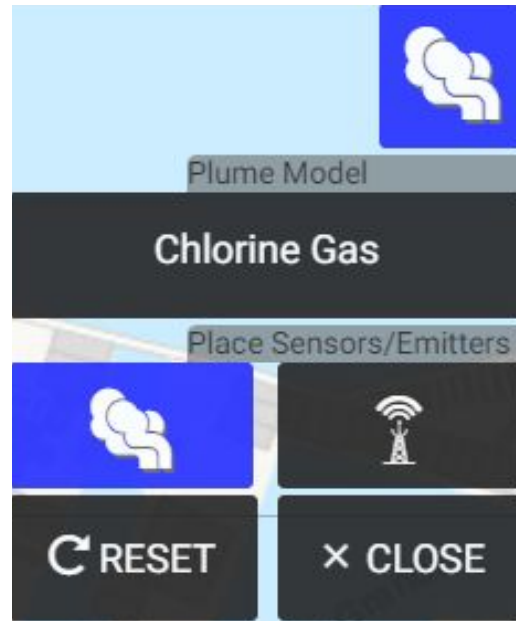 Plume Model
Chlorine Gas
Place Sensors/Emitters
RESET
× CLOSE